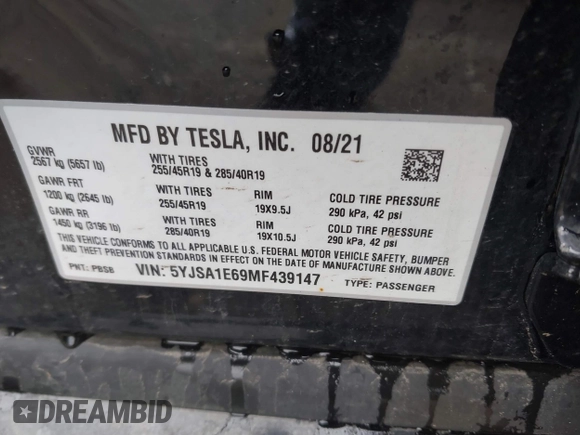 MFD BY TESLA, INC. 08/21
GVWR
2567 kg (5657 lb)
WITH TIRES
255/45R19 & 285/40R19
GAWR FRT
1200 kg (2645 lb)
WITH TIRES
255/45R19
RIM
19X9.5J
COLD TIRE PRESSURE
290 kPa, 42 psi
GAWR RR
1450 kg (3196 lb)
WITH TIRES
285/40R19
RIM
19X10.5J
COLD TIRE PRESSURE
290 kPa, 42 psi
THIS VEHICLE CONFORMS TO ALL APPLICABLE U.S. FEDERAL MOTOR VEHICLE SAFETY, BUMPER
AND THEFT PREVENTION STANDARDS IN EFFECT ON THE DATE OF MANUFACTURE SHOWN ABOVE.
PNT: PBSB
VIN: 5YJSA1E69MF439147
TYPE: PASSENGER
DREAMBID